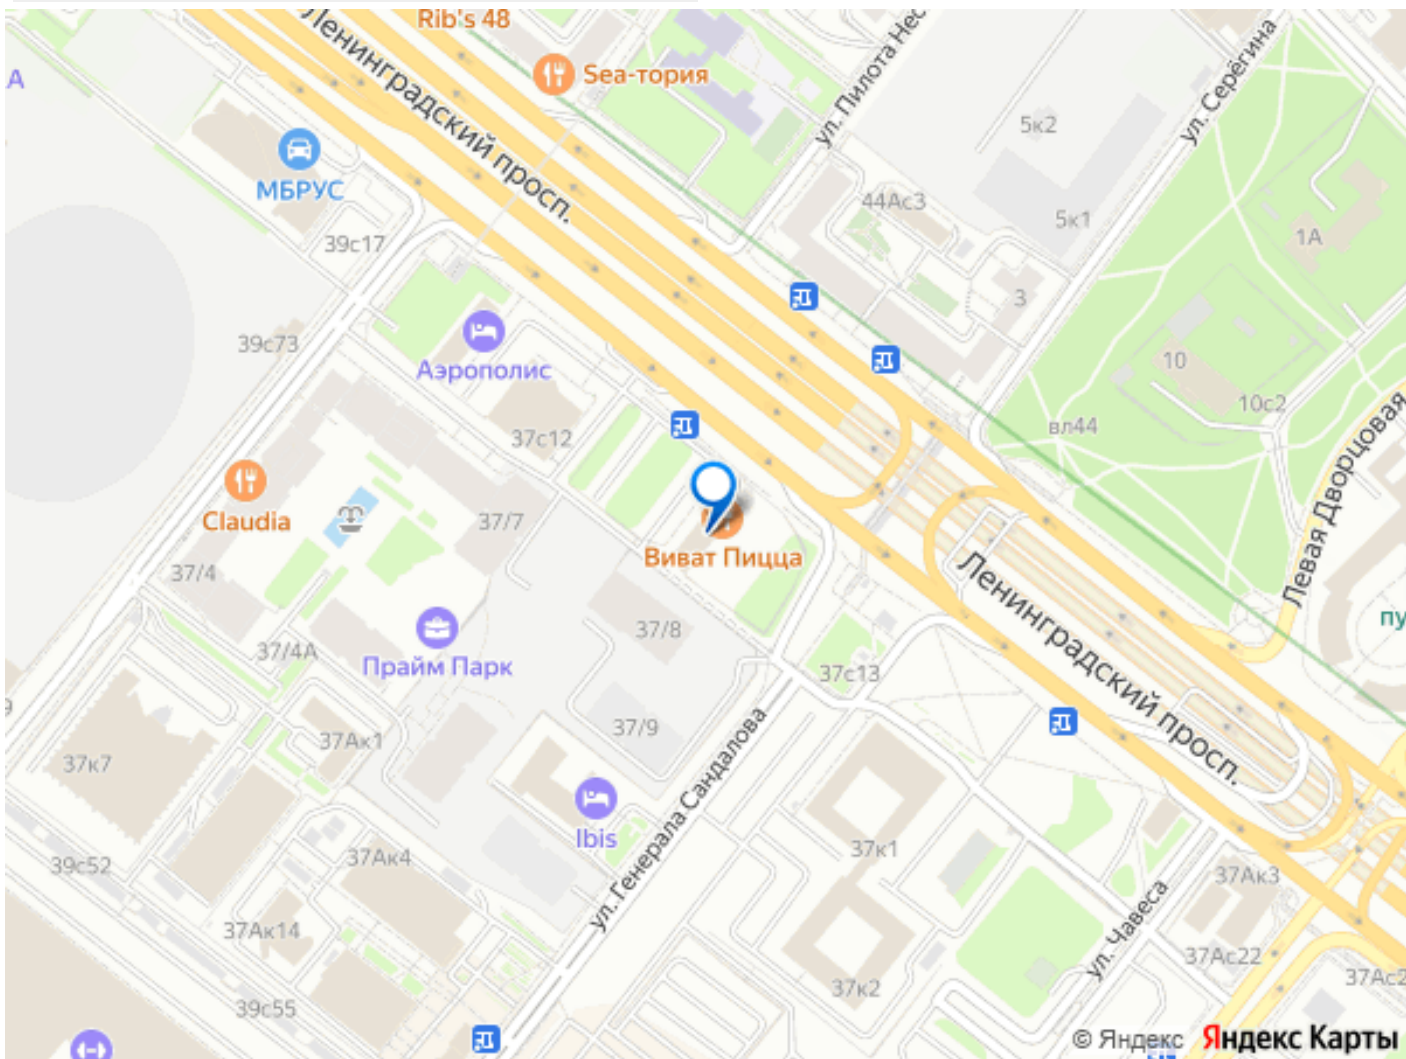 Rib's 48
Sea-тория
Ленинградский просп.
ул. Пилота Нес
ул. Серёгина
А
МБРУС
5к2
44Ас3
5к1
1А
39с17
3
39с73
Аэрополис
10
10с2
вл44
37с12
Claudia
37/7
Виват Пицца
Левая Дворцовая
37/4
37/8
Ленинградский просп.
пу
37/4А
Прайм Парк
37с13
9
37Ак1
37/9
37к7
ул. Генерала Сандалова
Ibis
37Ак4
37к1
39с52
37Ак3
ул. Чавеса
37Ак14
37Ас22
37к2
37Ас2
39с55
© Яндекс Яндекс Карты